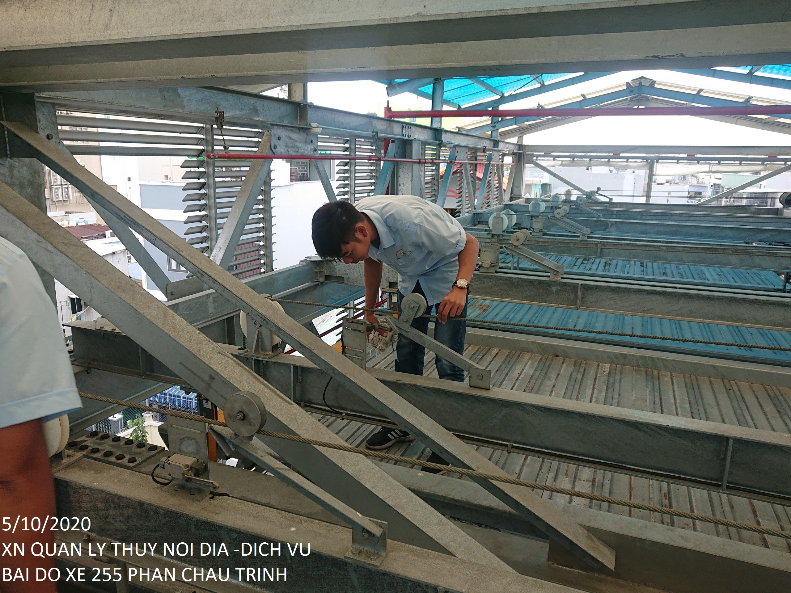 5/10/2020
XN QUAN LY THUY NOI DIA -DICH VU
BAI DO XE 255 PHAN CHAU TRINH